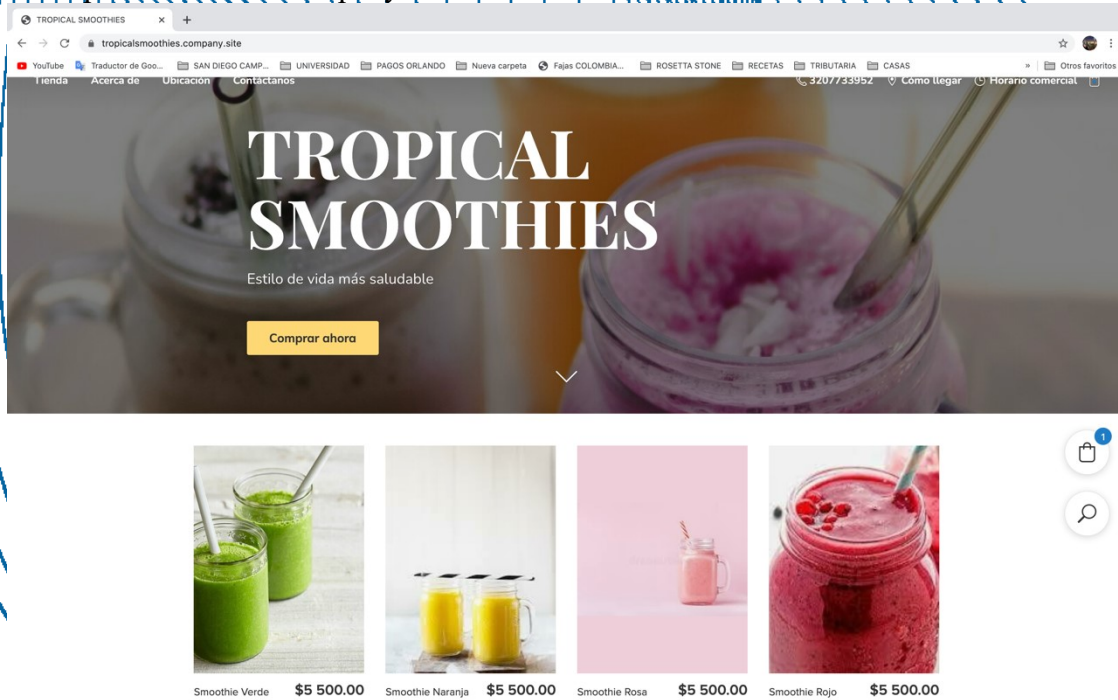 TROPICAL SMOOTHIES
tropicalsmoothies.company.site
YouTube Traductor de Goo... SAN DIEGO CAMP... UNIVERSIDAD PAGOS ORLANDO Nueva carpeta Fajas COLOMBIA... ROSETTA STONE RECETAS TRIBUTARIA CASAS » Otros favoritos
Tienda Acerca de Ubicación Contáctanos 3207733952 Cómo llegar Horario comercial
TROPICAL
SMOOTHIES
Estilo de vida más saludable
Comprar ahora
1
Smoothie Verde $5 500.00 Smoothie Naranja $5 500.00 Smoothie Rosa $5 500.00 Smoothie Rojo $5 500.00